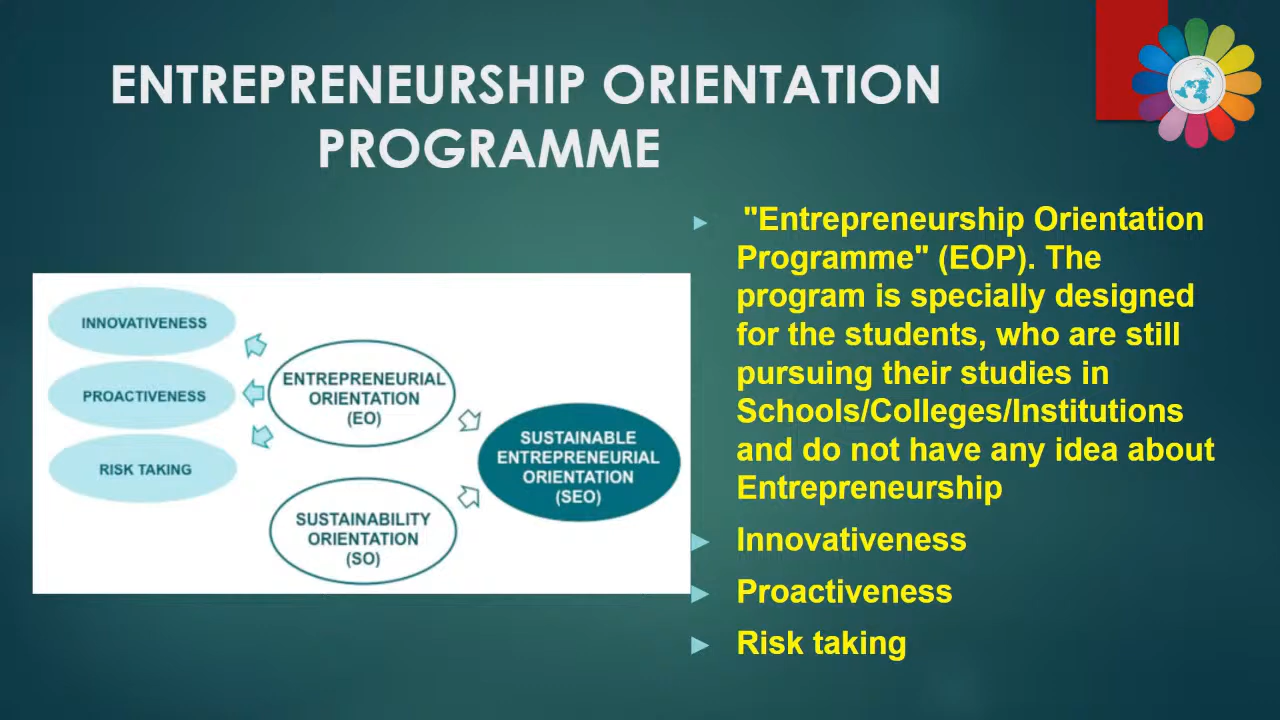 ENTREPRENEURSHIP ORIENTATION
PROGRAMME
INNOVATIVENESS
PROACTIVENESS
RISK TAKING
ENTREPRENEURIAL
ORIENTATION
(EO)
SUSTAINABILITY
ORIENTATION
(SO)
SUSTAINABLE
ENTREPRENEURIAL
ORIENTATION
(SEO)
"Entrepreneurship Orientation
Programme" (EOP). The
program is specially designed
for the students, who are still
pursuing their studies in
Schools/Colleges/Institutions
and do not have any idea about
Entrepreneurship
Innovativeness
Proactiveness
Risk taking